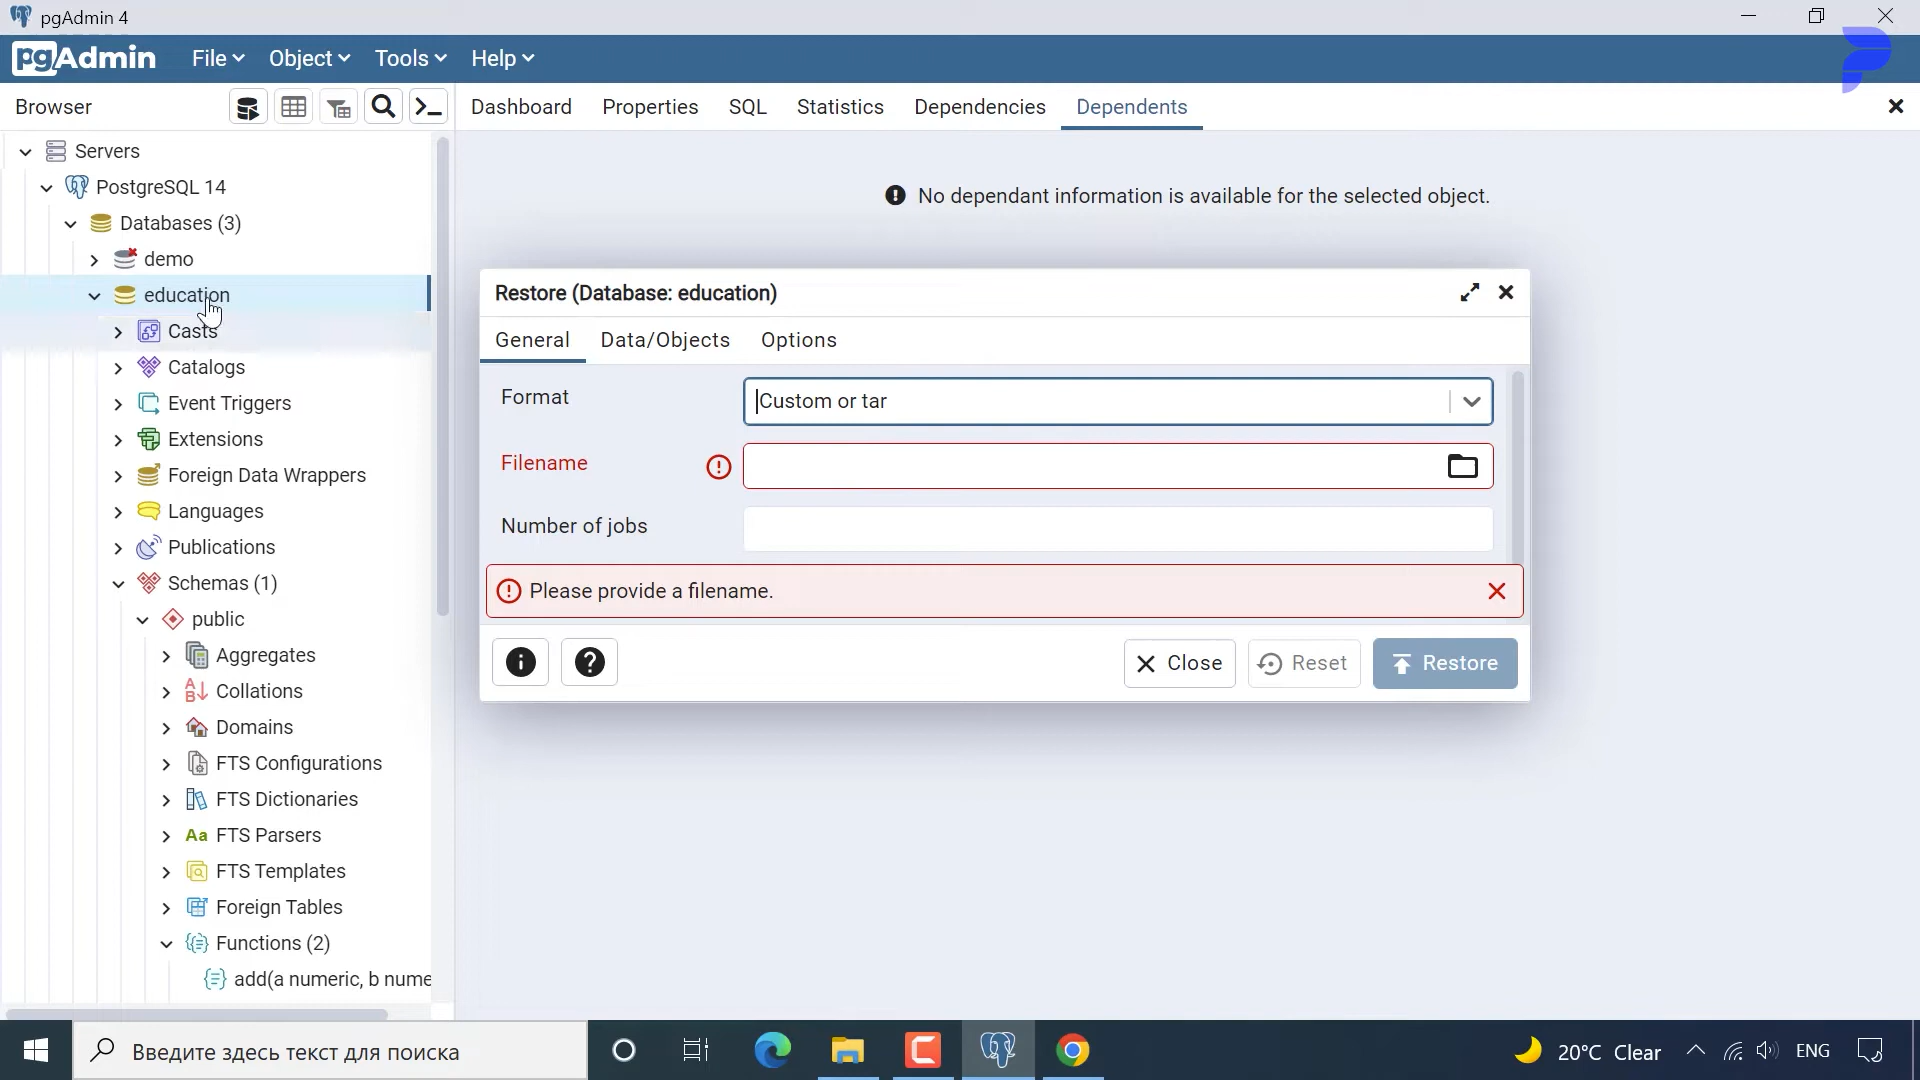 pgAdmin 4
pgAdmin File Object Tools Help
Browser
Dashboard Properties SQL Statistics Dependencies Dependents
Servers
PostgreSQL 14
Databases (3)
demo
education
Casts
Catalogs
Event Triggers
Extensions
Foreign Data Wrappers
Languages
Publications
Schemas (1)
public
Aggregates
Collations
Domains
FTS Configurations
FTS Dictionaries
Aa FTS Parsers
FTS Templates
Foreign Tables
Functions (2)
add(a numeric, b nume
No dependant information is available for the selected object.
Restore (Database: education)
General Data/Objects Options
Format Custom or tar
Filename
Number of jobs
Please provide a filename.
Close Reset Restore
Введите здесь текст для поиска
20°C Clear ENG